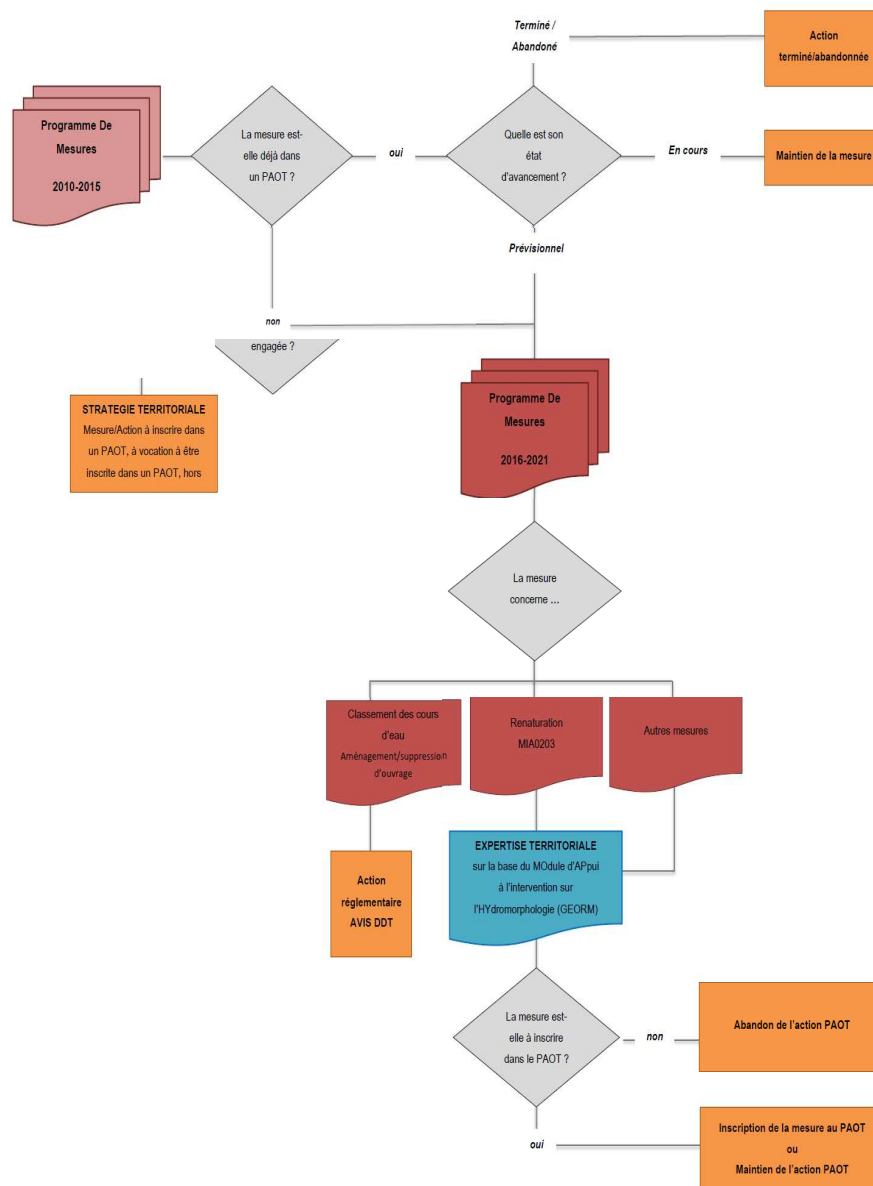 Terminé /
Abandoné
Action
terminé/abandonnée
Programme De
Mesures
2010-2015
La mesure est-
elle déjà dans
un PAOT ?
oui
Quelle est son
état
d'avancement ?
En cours
Maintien de la mesure
Prévisionnel
non
engagée ?
STRATEGIE TERRITORIALE
Mesure/Action à inscrire dans
un PAOT, à vocation à être
inscrite dans un PAOT, hors
Programme De
Mesures
2016-2021
La mesure
concerne ...
Classement des cours
d'eau
Aménagement/suppression
d'ouvrage
Renaturation
MIA0203
Autres mesures
Action
réglementaire
AVIS DDT
EXPERTISE TERRITORIALE
sur la base du MOdule d'APpui
à l'intervention sur
l'HYdromorphologie (GEORM)
La mesure est-
elle à inscrire
dans le PAOT ?
non
Abandon de l'action PAOT
oui
Inscription de la mesure au PAOT
ou
Maintien de l'action PAOT